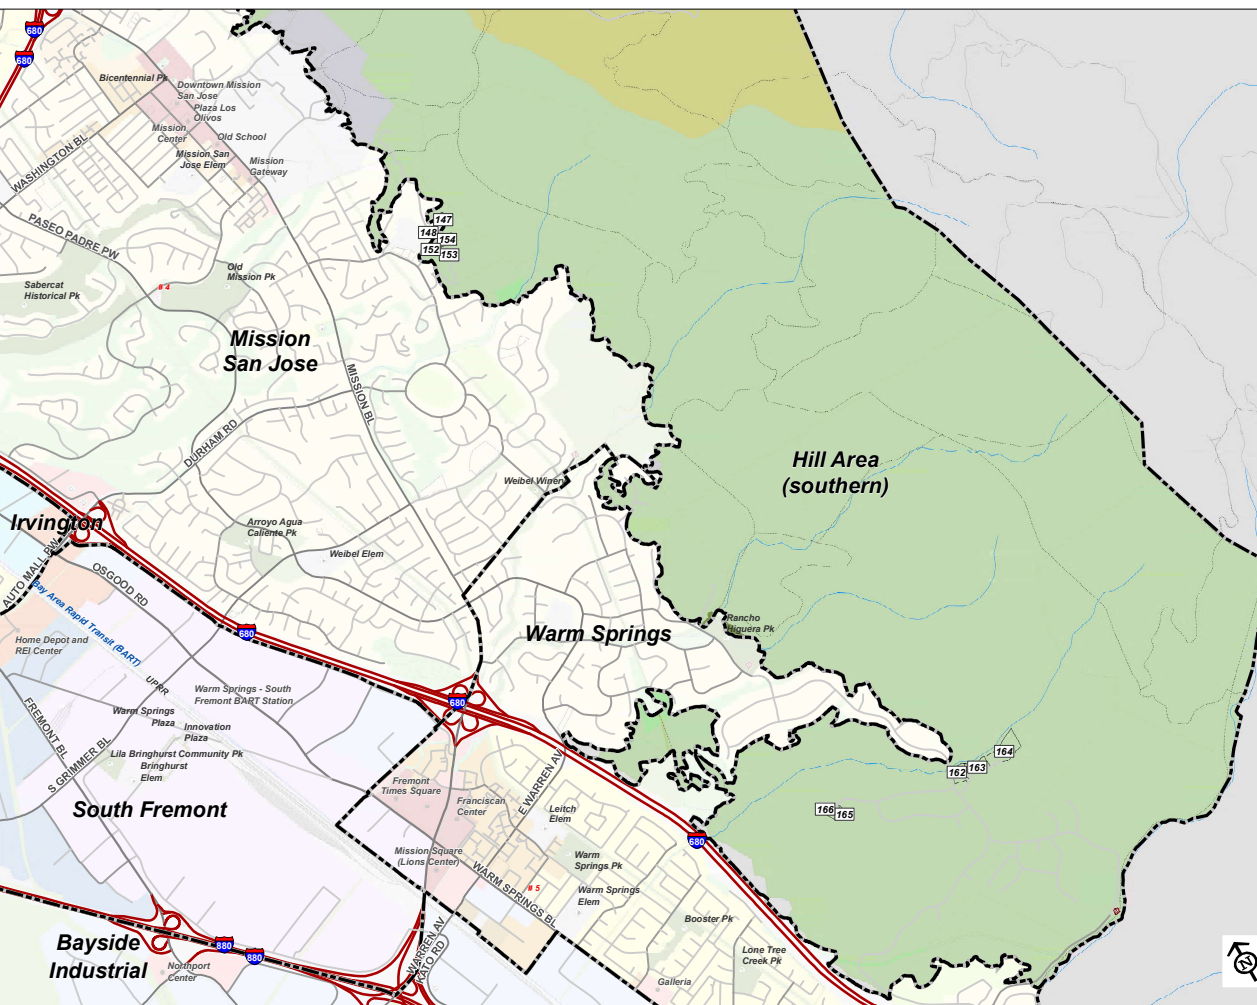 680
680
Bicentennial Pk
Downtown Mission
San Jose
Plaza Los
Olivos
Mission
Center
Old School
Mission San
Jose Elem
Mission
Gateway
WASHINGTON BL
PASEO PADRE PW
147
148
154
152
153
Old
Mission Pk
Sabercat
Historical Pk
# 4
Mission
San Jose
MISSION BL
DURHAM RD
Hill Area
(southern)
Weibel Winery
Irvington
Arroyo Agua
Caliente Pk
Weibel Elem
AUTO MALL PW
OSGOOD RD
Bay Area Rapid Transit (BART)
680
Warm Springs
Rancho
Higuera Pk
Home Depot and
REI Center
UPRR
Warm Springs - South
Fremont BART Station
680
FREMONT BL
Warm Springs
Plaza
Innovation
Plaza
Lila Bringhurst Community Pk
Bringhurst
Elem
S GRIMMER BL
South Fremont
164
163
162
166
165
Fremont
Times Square
Franciscan
Center
E WARREN AV
Leitch
Elem
680
Mission Square
(Lions Center)
Warm
Springs Pk
WARM SPRINGS BL
# 5
Warm Springs
Elem
Booster Pk
Lone Tree
Creek Pk
Galleria
Bayside
Industrial
880
880
Northport
Center
WARREN AV
KATO RD
N